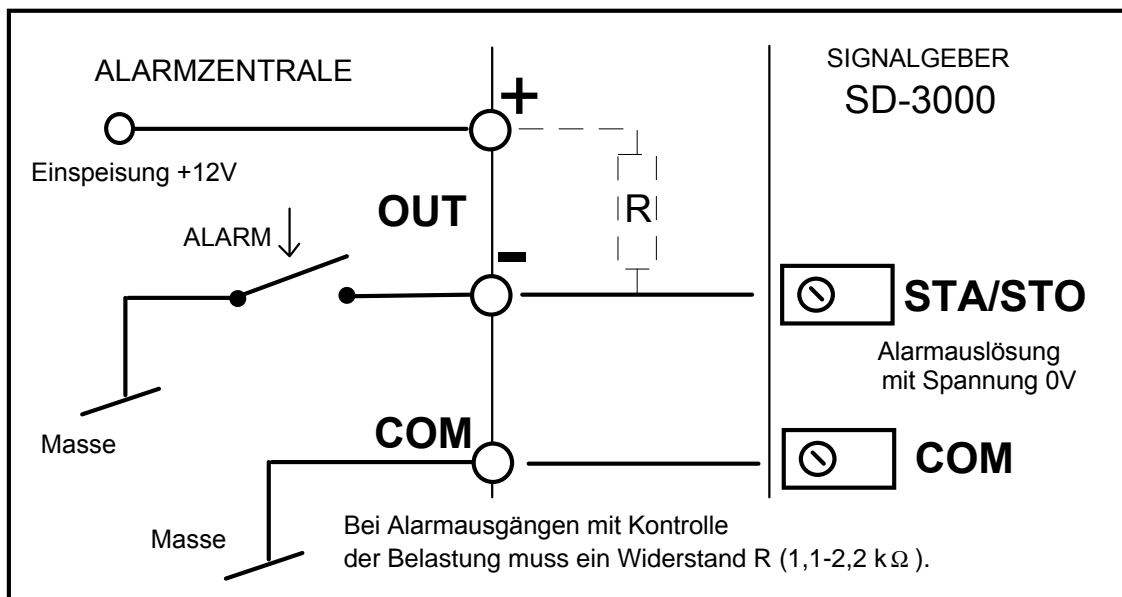 ALARMZENTRALE
SIGNALGEBER
SD-3000
+
Einspeisung +12V
OUT
R
ALARM
-
STA/STO
Alarmauslösung
mit Spannung 0V
Masse
COM
COM
Masse
Bei Alarmausgängen mit Kontrolle
der Belastung muss ein Widerstand R (1,1-2,2 k Ω ).